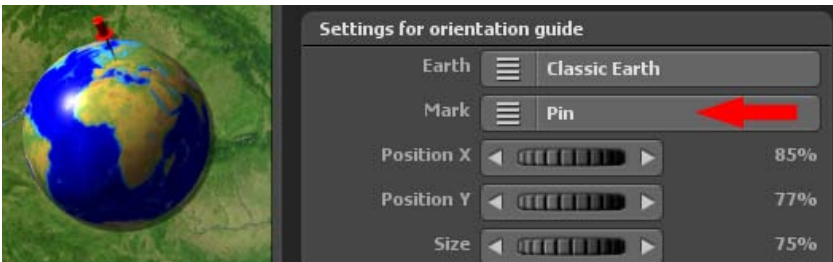 Settings for orientation guide
Earth Classic Earth
Mark Pin
Position X 85%
Position Y 77%
Size 75%